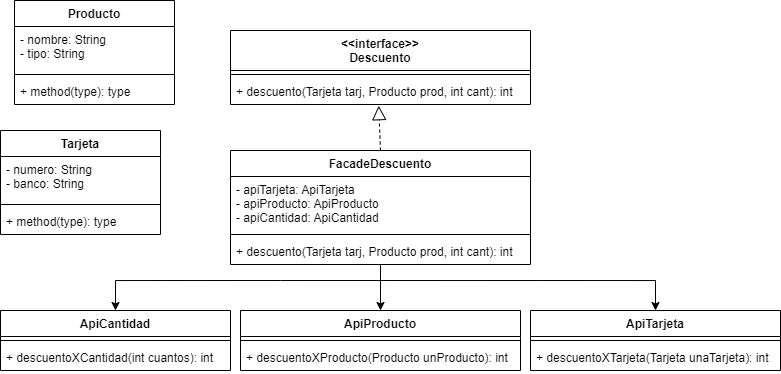 Producto
- nombre: String
- tipo: String
+ method(type): type
<<interface>>
Descuento
+ descuento(Tarjeta tarj, Producto prod, int cant): int
Tarjeta
- numero: String
- banco: String
+ method(type): type
FacadeDescuento
- apiTarjeta: ApiTarjeta
- apiProducto: ApiProducto
- apiCantidad: ApiCantidad
+ descuento(Tarjeta tarj, Producto prod, int cant): int
ApiCantidad
+ descuentoXCantidad(int cuantos): int
ApiProducto
+ descuentoXProducto(Producto unProducto): int
ApiTarjeta
+ descuentoXTarjeta(Tarjeta unaTarjeta): int